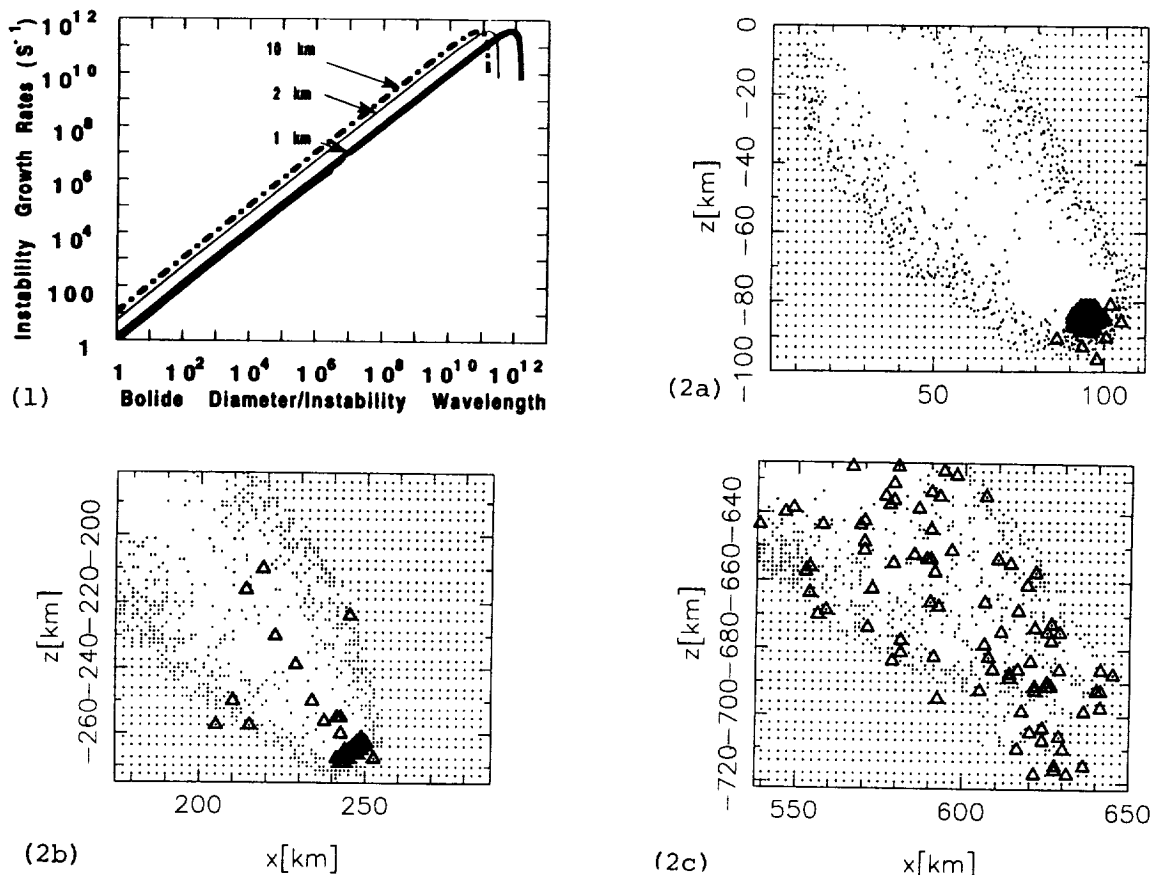 Instability Growth Rates (S⁻¹)
10¹²
10¹⁰
10⁸
10⁶
10⁴
100
1
10 km
2 km
1 km
1 10² 10⁴ 10⁶ 10⁸ 10¹⁰ 10¹²
(1) Bolide Diameter/Instability Wavelength
z[km]
0
-20
-40
-60
-80
-100
50 100
(2a)
z[km]
-200
-220
-240
-260
200 250
(2b) x[km]
z[km]
-640
-660
-680
-700
-720
550 600 650
(2c) x[km]